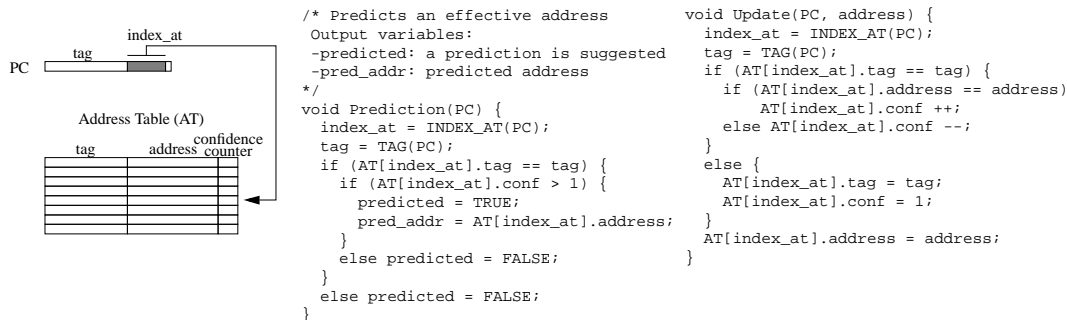 index_at
tag
PC
Address Table (AT)
confidence
tag address counter
/* Predicts an effective address
Output variables:
-predicted: a prediction is suggested
-pred_addr: predicted address
*/
void Prediction(PC) {
index_at = INDEX_AT(PC);
tag = TAG(PC);
if (AT[index_at].tag == tag) {
if (AT[index_at].conf > 1) {
predicted = TRUE;
pred_addr = AT[index_at].address;
}
else predicted = FALSE;
}
else predicted = FALSE;
}
void Update(PC, address) {
index_at = INDEX_AT(PC);
tag = TAG(PC);
if (AT[index_at].tag == tag) {
if (AT[index_at].address == address)
AT[index_at].conf ++;
else AT[index_at].conf --;
}
else {
AT[index_at].tag = tag;
AT[index_at].conf = 1;
}
AT[index_at].address = address;
}